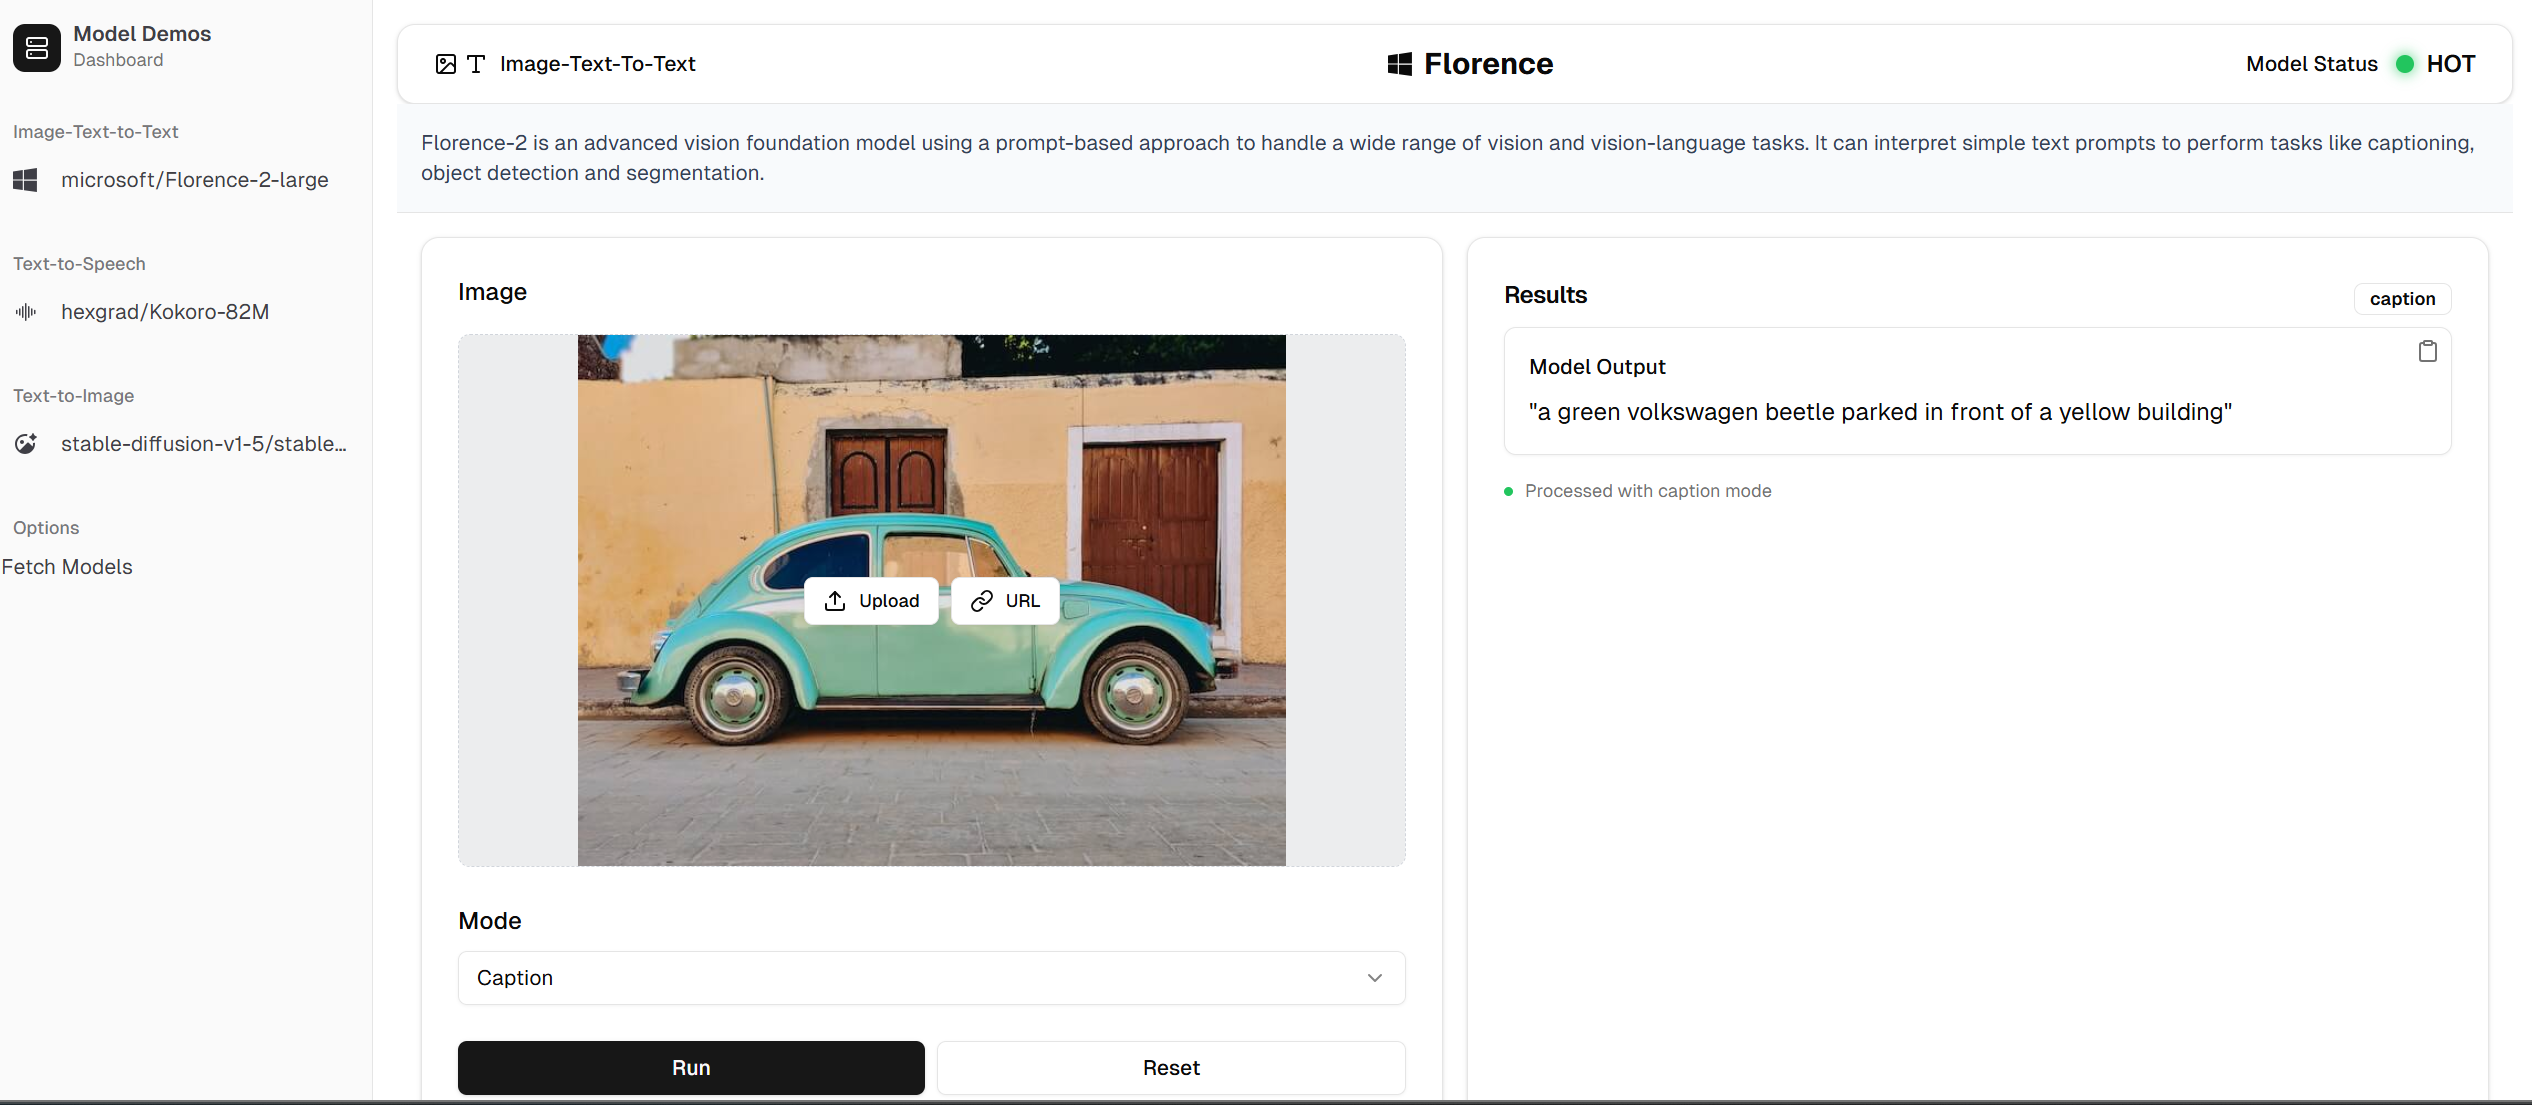 Model Demos
Dashboard
Image-Text-to-Text
microsoft/Florence-2-large
Text-to-Speech
hexgrad/Kokoro-82M
Text-to-Image
stable-diffusion-v1-5/stable...
Options
Fetch Models
Image-Text-To-Text
Florence
Model Status
HOT
Florence-2 is an advanced vision foundation model using a prompt-based approach to handle a wide range of vision and vision-language tasks. It can interpret simple text prompts to perform tasks like captioning,
object detection and segmentation.
Image
Upload
URL
Mode
Caption
Run
Reset
Results
caption
Model Output
"a green volkswagen beetle parked in front of a yellow building"
Processed with caption mode